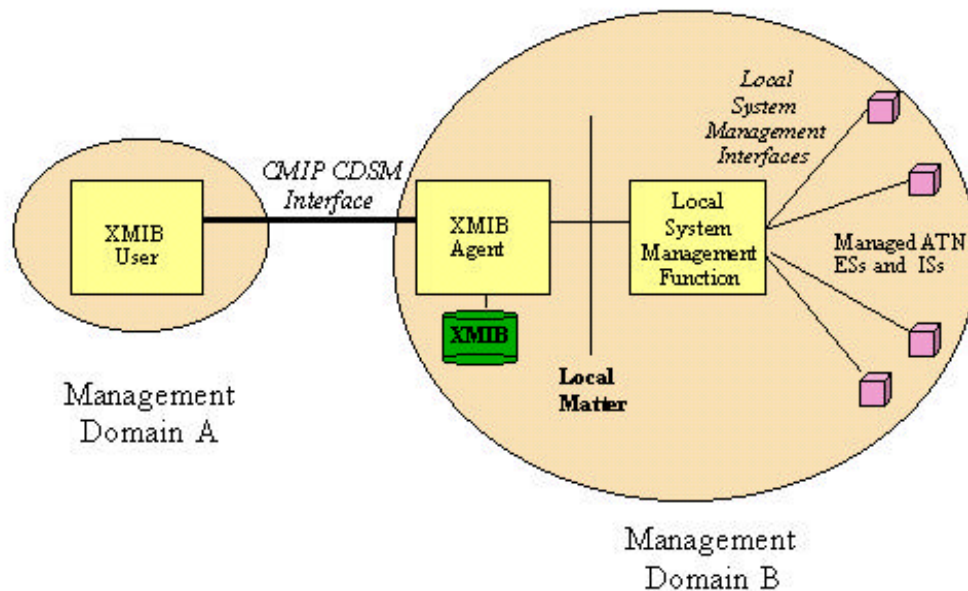 XMIB
User
Management
Domain A
CMIP CDSM
Interface
XMIB
Agent
XMIB
Local
Matter
Local
System
Management
Function
Local
System
Management
Interfaces
Managed ATN
ESs and ISs
Management
Domain B